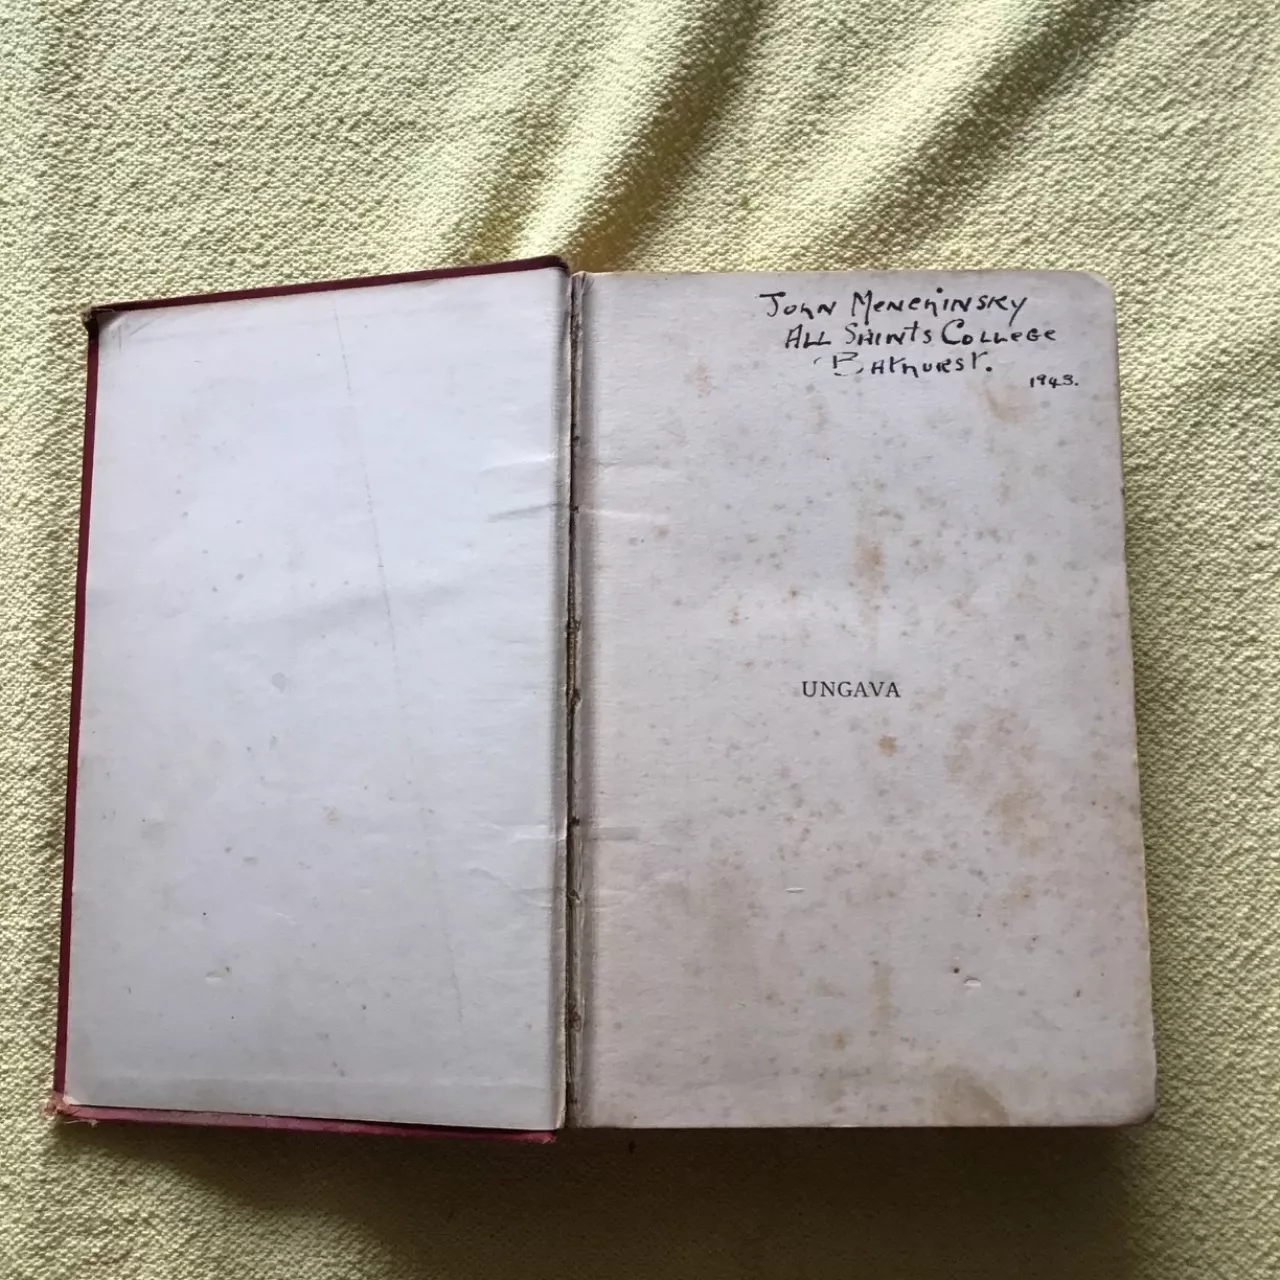 John Menchinsky
All Saints College
Bathurst.
1943.
UNGAVA